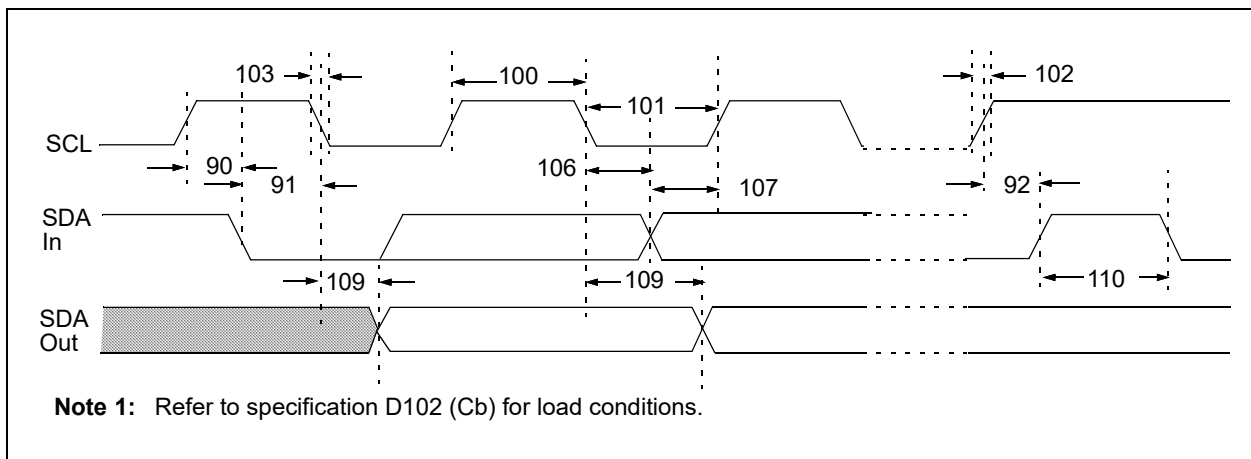 103
100
102
101
SCL
90
91
106
107
92
SDA
In
109
109
110
SDA
Out
Note 1: Refer to specification D102 (Cb) for load conditions.